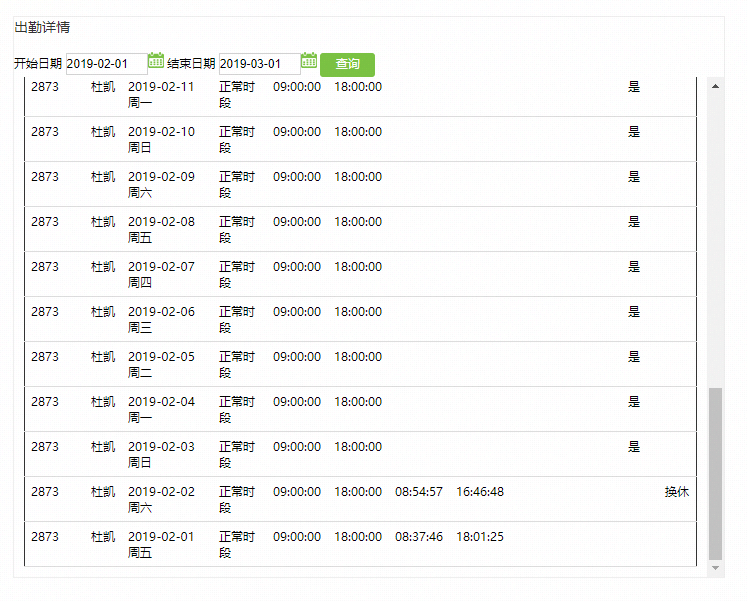 出勤详情
开始日期 2019-02-01 结束日期 2019-03-01 查询
2873 杜凯 2019-02-11 正常时 09:00:00 18:00:00 是
周一 段
2873 杜凯 2019-02-10 正常时 09:00:00 18:00:00 是
周日 段
2873 杜凯 2019-02-09 正常时 09:00:00 18:00:00 是
周六 段
2873 杜凯 2019-02-08 正常时 09:00:00 18:00:00 是
周五 段
2873 杜凯 2019-02-07 正常时 09:00:00 18:00:00 是
周四 段
2873 杜凯 2019-02-06 正常时 09:00:00 18:00:00 是
周三 段
2873 杜凯 2019-02-05 正常时 09:00:00 18:00:00 是
周二 段
2873 杜凯 2019-02-04 正常时 09:00:00 18:00:00 是
周一 段
2873 杜凯 2019-02-03 正常时 09:00:00 18:00:00 是
周日 段
2873 杜凯 2019-02-02 正常时 09:00:00 18:00:00 08:54:57 16:46:48 换休
周六 段
2873 杜凯 2019-02-01 正常时 09:00:00 18:00:00 08:37:46 18:01:25
周五 段